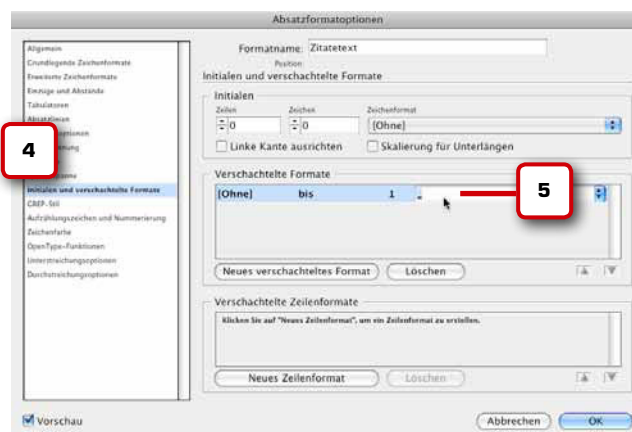 Absatzformatoptionen
Allgemein
Grundlegende Zeichenformate
Erweiterte Zeichenformate
Einzüge und Abstände
Tabulatoren
Absatzlinien
Initialen und verschachtelte Formate
GREP-Stil
Aufzählungszeichen und Nummerierung
Zeichenfarbe
OpenType-Funktionen
Unterstreichungsoptionen
Durchstreichungsoptionen
4
Formatname: Zitatetext
Position:
Initialen und verschachtelte Formate
Initialen
Zeilen Zeichen Zeichenformat
0 0 [Ohne]
Linke Kante ausrichten Skalierung für Unterlängen
Verschachtelte Formate
[Ohne] bis 1
5
Neues verschachteltes Format Löschen
Verschachtelte Zeilenformate
Klicken Sie auf "Neues Zeilenformat", um ein Zeilenformat zu erstellen.
Neues Zeilenformat Löschen
Vorschau Abbrechen OK